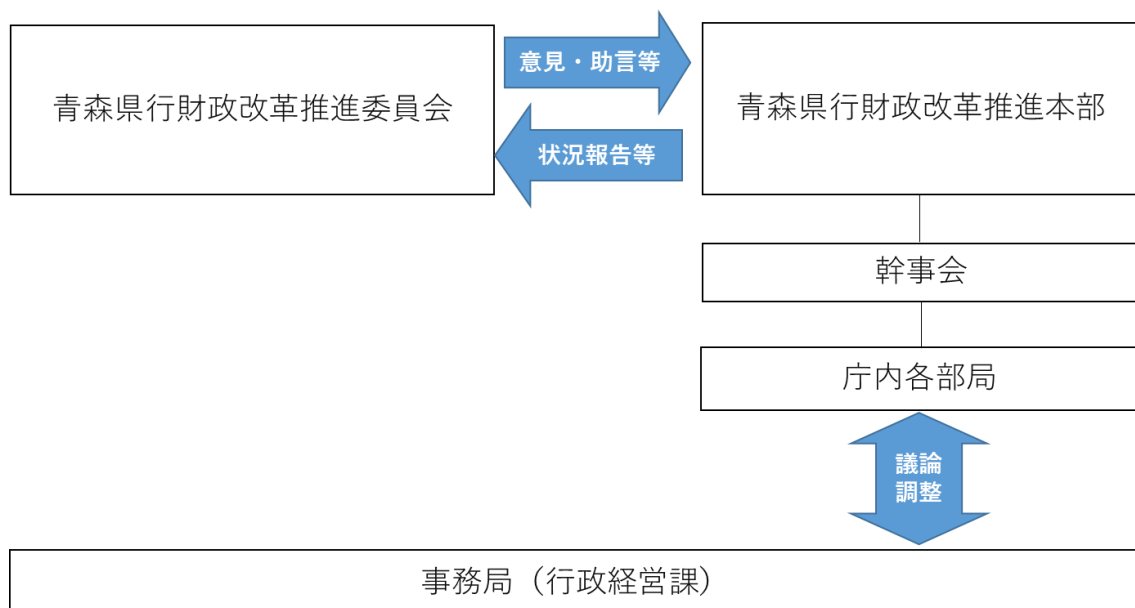 青森県行財政改革推進委員会
意見・助言等
状況報告等
青森県行財政改革推進本部
幹事会
庁内各部局
議論
調整
事務局（行政経営課）